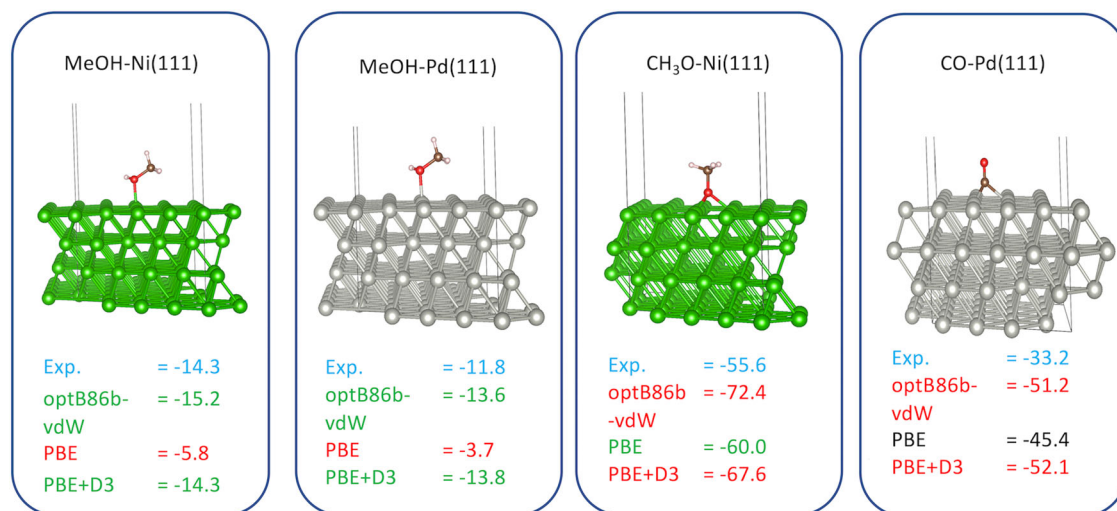 MeOH-Ni(111)
Exp. = -14.3
optB86b- = -15.2
vdW
PBE = -5.8
PBE+D3 = -14.3
MeOH-Pd(111)
Exp. = -11.8
optB86b- = -13.6
vdW
PBE = -3.7
PBE+D3 = -13.8
CH₃O-Ni(111)
Exp. = -55.6
optB86b = -72.4
-vdW
PBE = -60.0
PBE+D3 = -67.6
CO-Pd(111)
Exp. = -33.2
optB86b- = -51.2
vdW
PBE = -45.4
PBE+D3 = -52.1